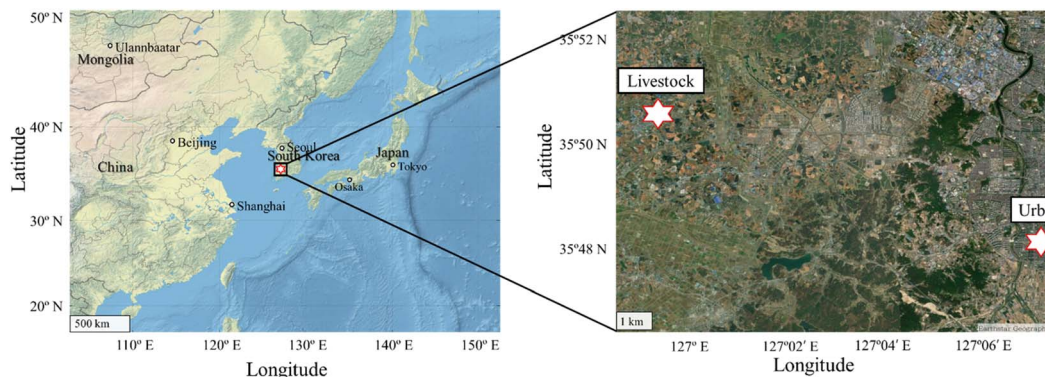 50° N
40° N
30° N
20° N
Latitude
Ulannbaatar
Mongolia
Beijing
China
Shanghai
Seoul
South Korea
Japan
Tokyo
Osaka
500 km
110° E
120° E
130° E
140° E
150° E
Longitude
35°52 N
35°50 N
35°48 N
Latitude
Livestock
Urb
1 km
Earthstar Geograph
127° E
127°02′ E
127°04′ E
127°06′ E
Longitude